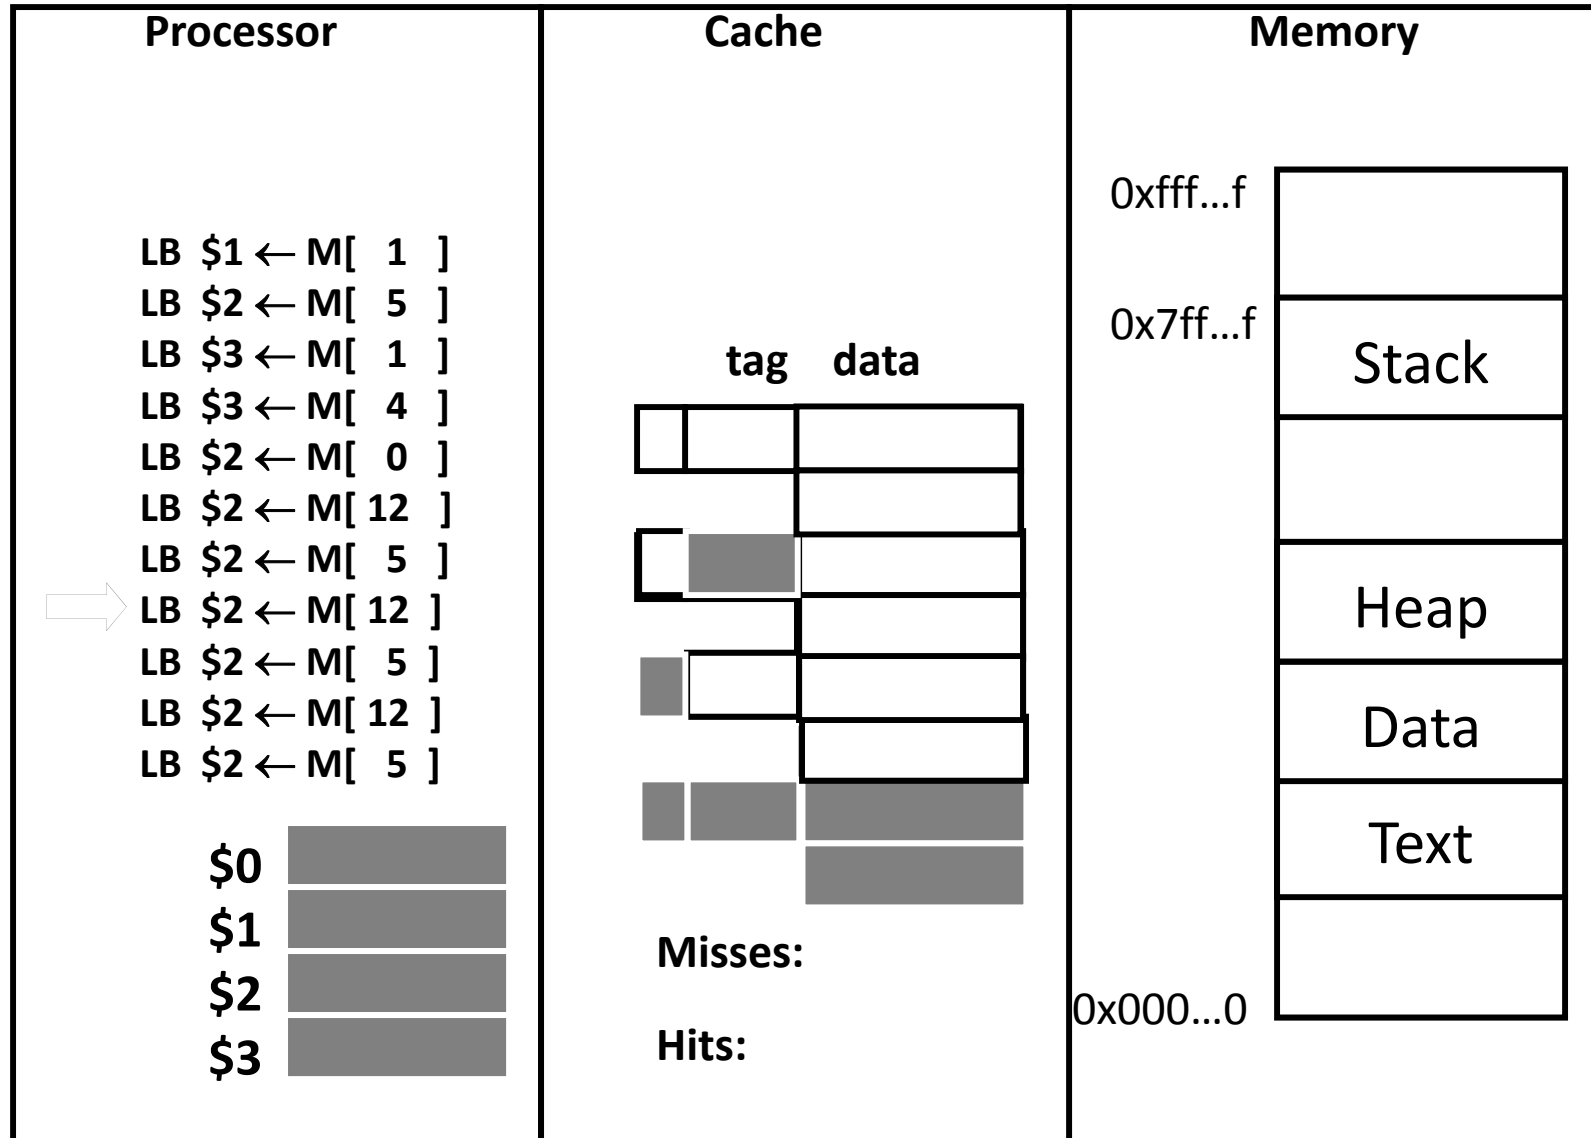 Processor
LB $1 ← M[ 1 ]
LB $2 ← M[ 5 ]
LB $3 ← M[ 1 ]
LB $3 ← M[ 4 ]
LB $2 ← M[ 0 ]
LB $2 ← M[ 12 ]
LB $2 ← M[ 5 ]
LB $2 ← M[ 12 ]
LB $2 ← M[ 5 ]
LB $2 ← M[ 12 ]
LB $2 ← M[ 5 ]
$0
$1
$2
$3
Cache
tag data
Misses:
Hits:
Memory
0xfff…f
0x7ff…f
Stack
Heap
Data
Text
0x000…0